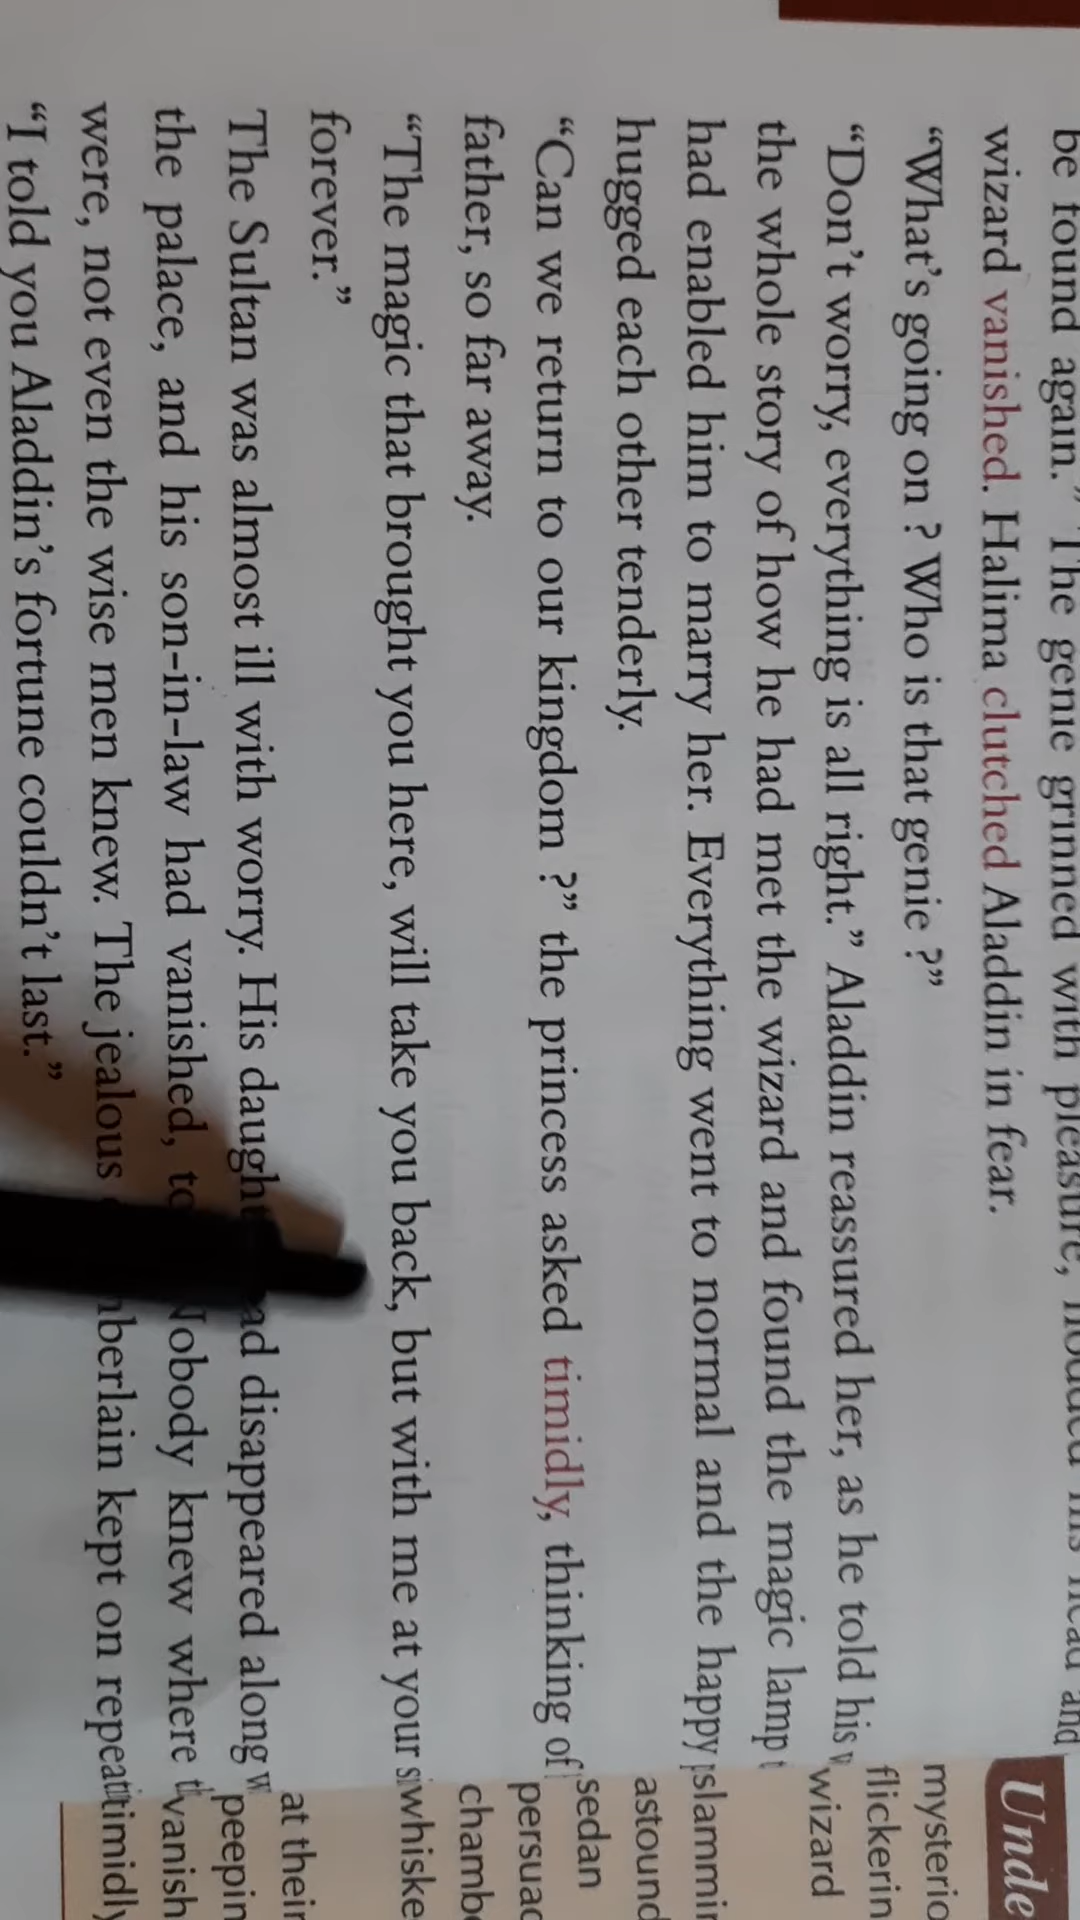 be found again." The genie grinned with pleasure, nodded his head and
wizard vanished. Halima clutched Aladdin in fear.
"What's going on ? Who is that genie ?"
"Don't worry, everything is all right." Aladdin reassured her, as he told his
the whole story of how he had met the wizard and found the magic lamp
had enabled him to marry her. Everything went to normal and the happy
hugged each other tenderly.
"Can we return to our kingdom ?" the princess asked timidly, thinking of
father, so far away.
"The magic that brought you here, will take you back, but with me at your
forever."
The Sultan was almost ill with worry. His daught ad disappeared along
the palace, and his son-in-law had vanished, Nobody knew where
were, not even the wise men knew. The jealous mberlain kept on repeat
"I told you Aladdin's fortune couldn't last."
Unde
mysterio
flickerin
wizard
slammin
astound
sedan
persuad
chamb
whiske
at their
peepin
vanish
timidly